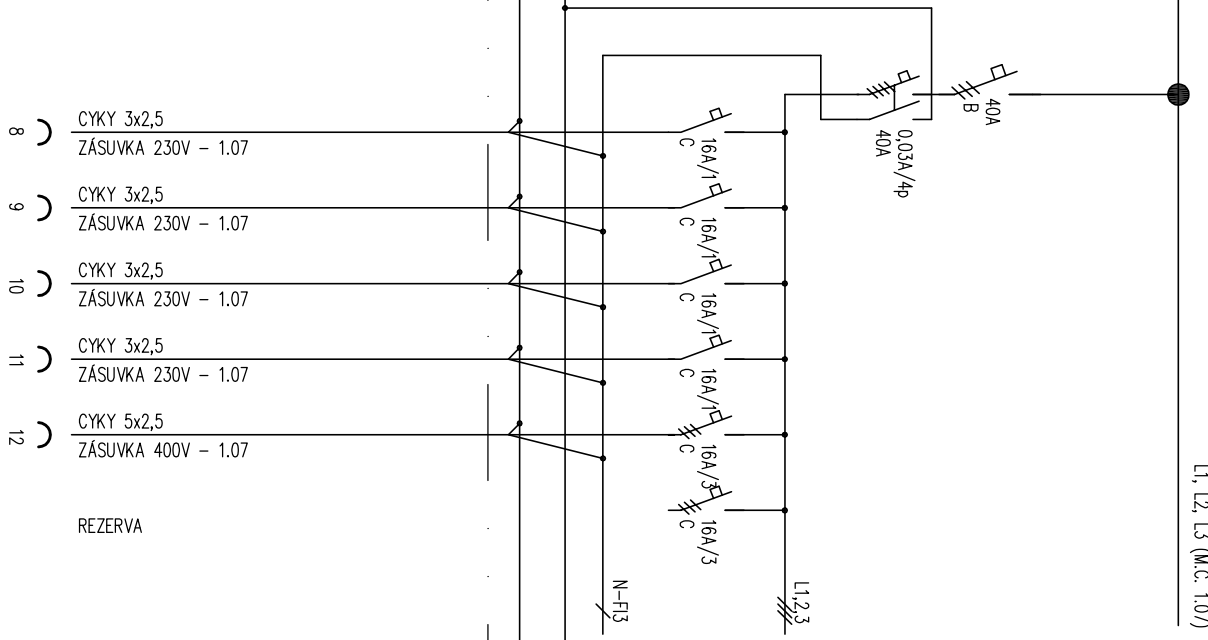 8
CYKY 3x2,5
ZÁSUVKA 230V – 1.07
16A/1
C
9
CYKY 3x2,5
ZÁSUVKA 230V – 1.07
16A/1
C
10
CYKY 3x2,5
ZÁSUVKA 230V – 1.07
16A/1
C
11
CYKY 3x2,5
ZÁSUVKA 230V – 1.07
16A/1
C
12
CYKY 5x2,5
ZÁSUVKA 400V – 1.07
16A/3
C
REZERVA
16A/3
C
N–FI3
L1,2,3
0,03A/4p
40A
40A
B
L1, L2, L3 (M.C. 1.07)